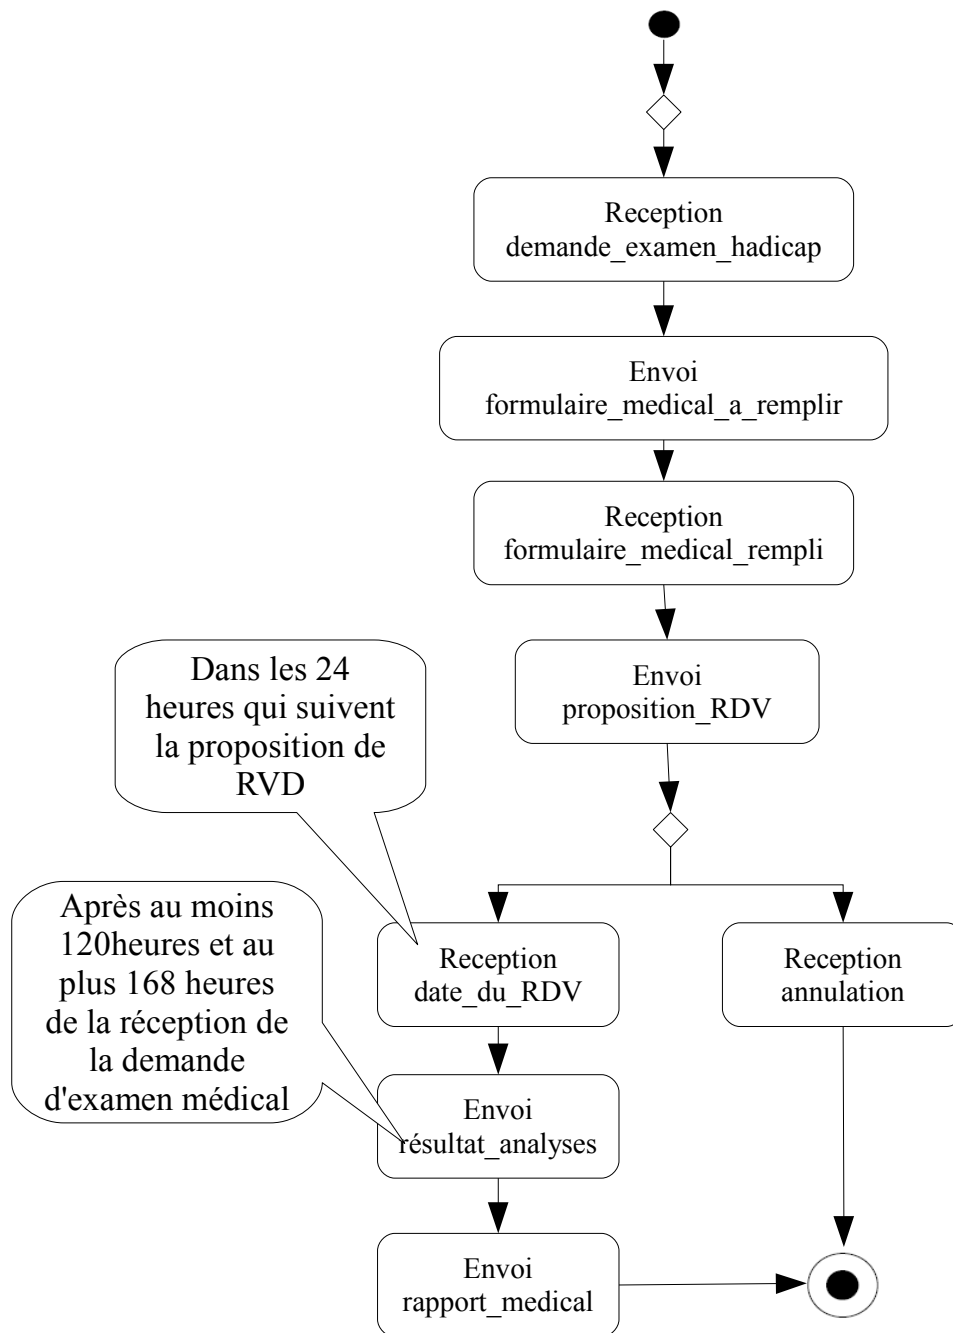 Reception
demande_examen_hadicap
Envoi
formulaire_medical_a_remplir
Reception
formulaire_medical_rempli
Envoi
proposition_RDV
Dans les 24
heures qui suivent
la proposition de
RVD
Reception
date_du_RDV
Reception
annulation
Après au moins
120heures et au
plus 168 heures
de la réception de
la demande
d'examen médical
Envoi
résultat_analyses
Envoi
rapport_medical